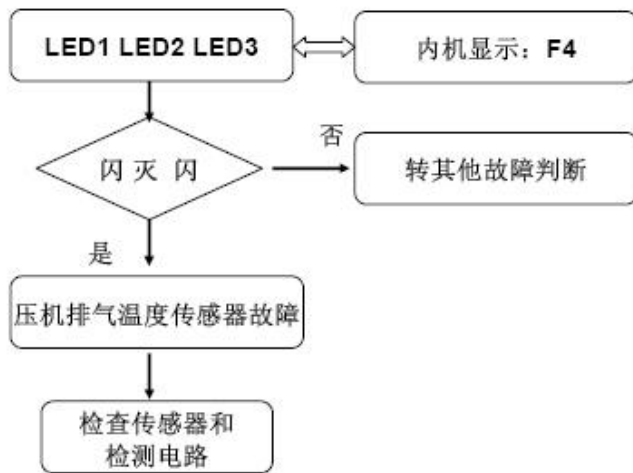 LED1 LED2 LED3
内机显示：F4
闪 灭 闪
否
转其他故障判断
是
压机排气温度传感器故障
检查传感器和
检测电路